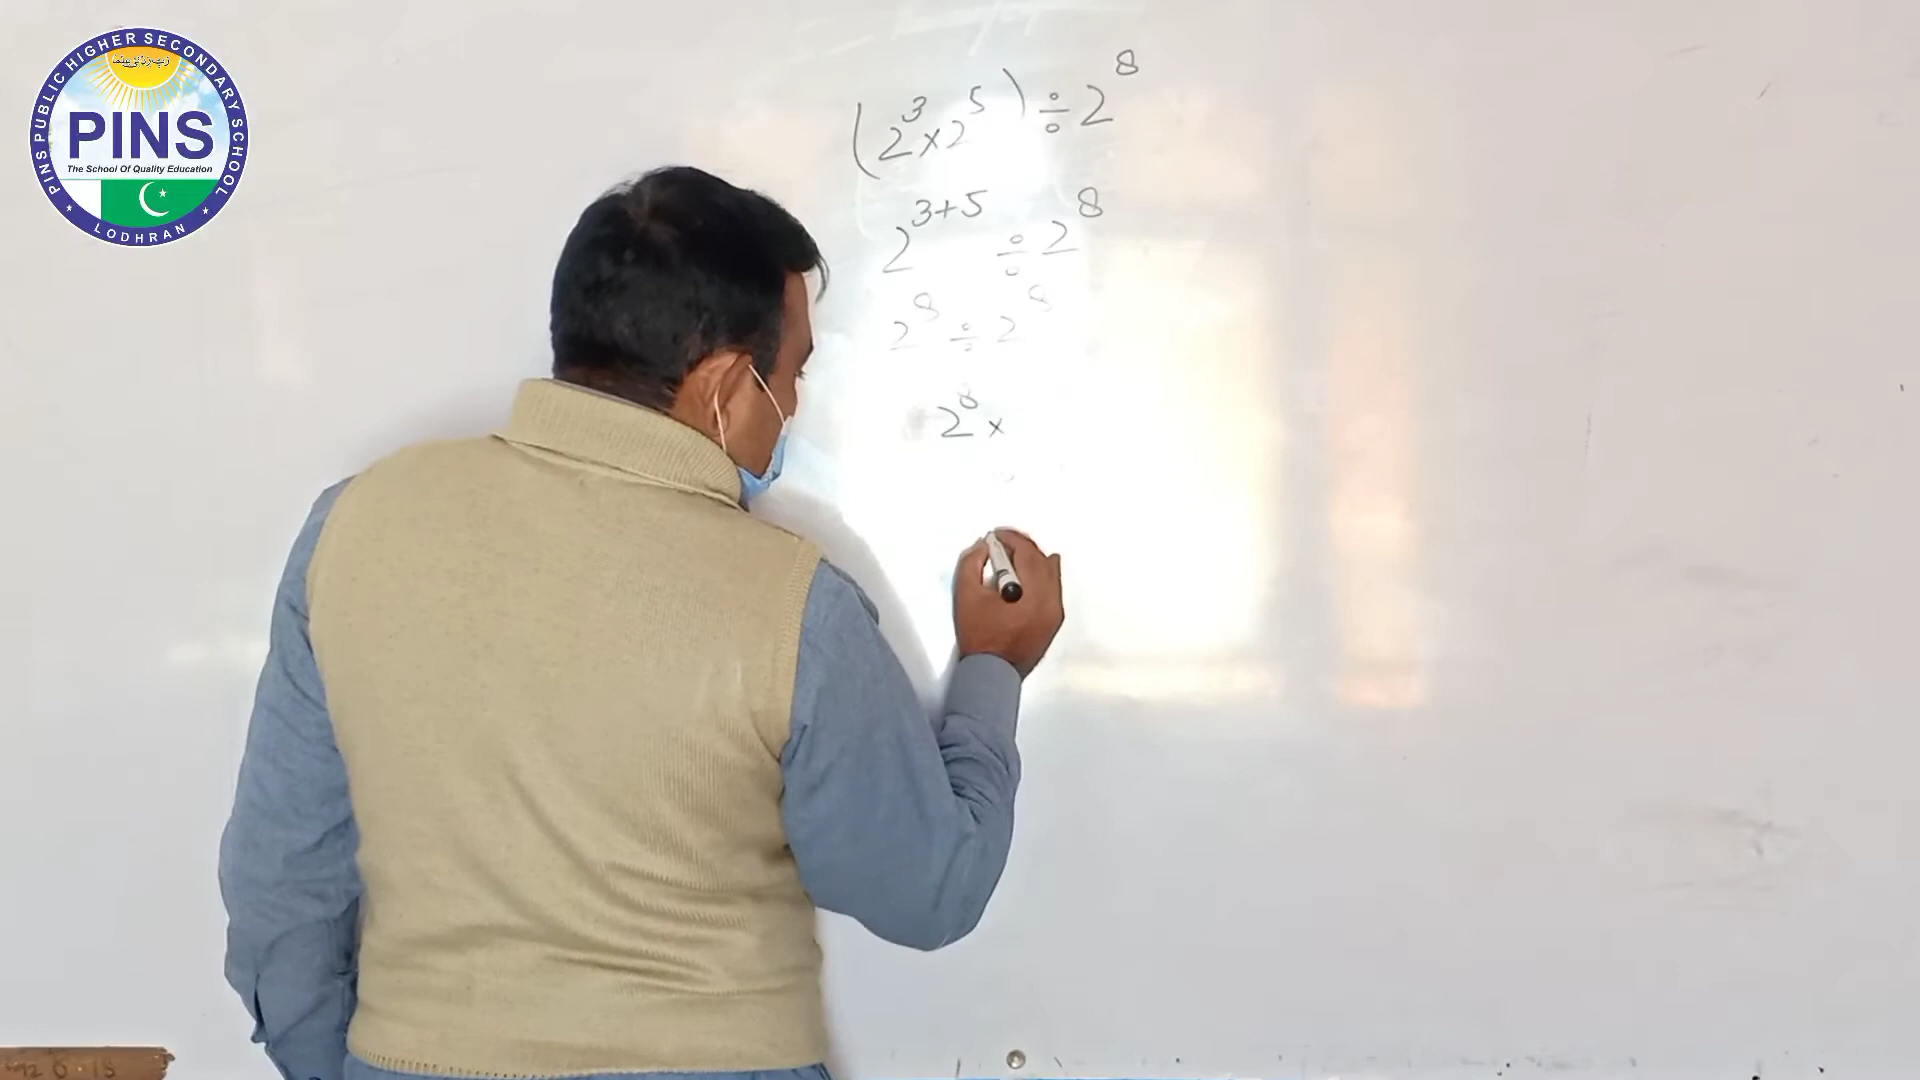 PINS PUBLIC HIGHER SECONDARY SCHOOL
PINS
The School Of Quality Education
LODHRAN
(2³×2⁵)÷2⁸
2³⁺⁵ ÷2⁸
2⁸÷2⁸
2⁸×